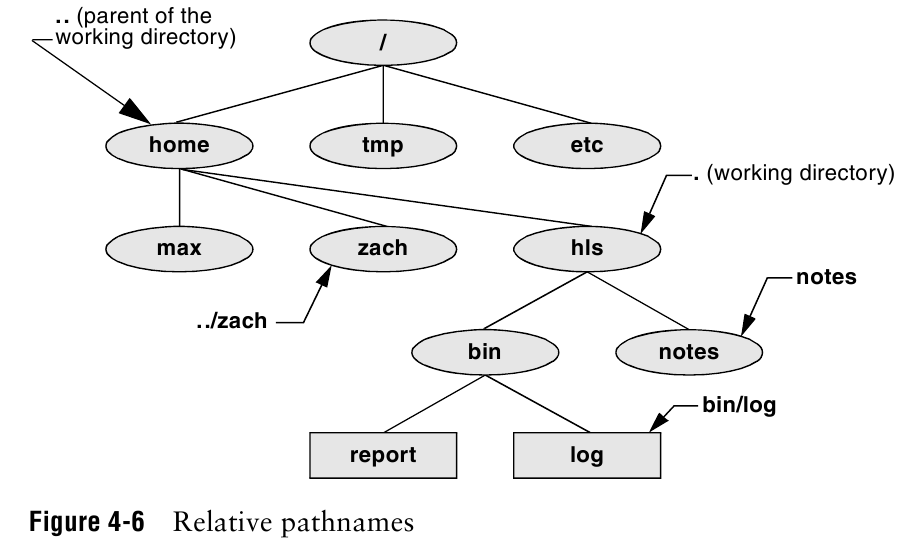 .. (parent of the
working directory)
/
home
tmp
etc
. (working directory)
max
zach
hls
notes
../zach
bin
notes
bin/log
report
log
Figure 4-6 Relative pathnames